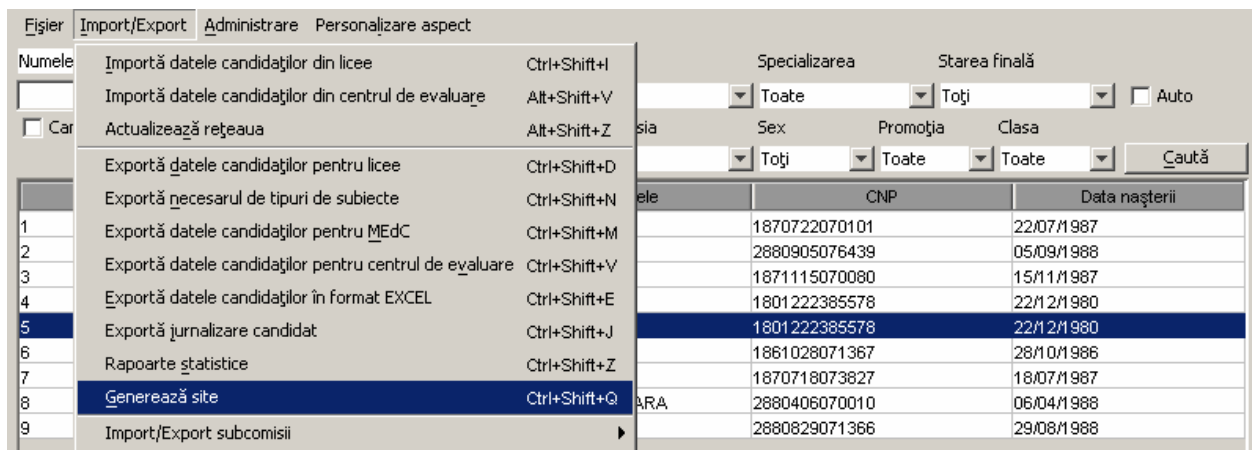 Fişier Import/Export Administrare Personalizare aspect
Numele Specializarea Starea finală
Importă datele candidaţilor din licee Ctrl+Shift+I
Importă datele candidaţilor din centrul de evaluare Alt+Shift+V Toate Toţi Auto
Car Actualizează reţeaua Alt+Shift+Z sia Sex Promoţia Clasa
Exportă datele candidaţilor pentru licee Ctrl+Shift+D Toţi Toate Toate Caută
Exportă necesarul de tipuri de subiecte Ctrl+Shift+N ele CNP Data naşterii
1 Exportă datele candidaţilor pentru MEdC Ctrl+Shift+M 1870722070101 22/07/1987
2 2880905076439 05/09/1988
Exportă datele candidaţilor pentru centrul de evaluare Ctrl+Shift+V
3 1871115070080 15/11/1987
4 Exportă datele candidaţilor în format EXCEL Ctrl+Shift+E 1801222385578 22/12/1980
5 Exportă jurnalizare candidat Ctrl+Shift+J 1801222385578 22/12/1980
6 Rapoarte statistice Ctrl+Shift+Z 1861028071367 28/10/1986
7 1870718073827 18/07/1987
Generează site Ctrl+Shift+Q
8 ARA 2880406070010 06/04/1988
9 Import/Export subcomisii 2880829071366 29/08/1988